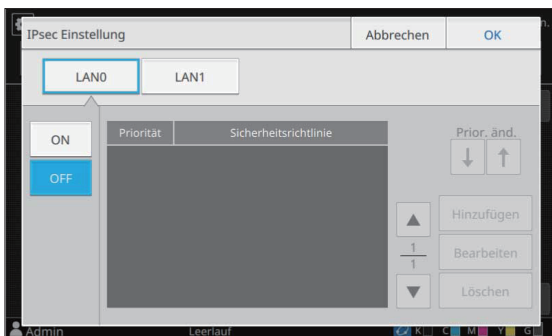 IPsec Einstellung
Abbrechen
OK
LAN0
LAN1
ON
OFF
Priorität
Sicherheitsrichtlinie
Prior. änd.
Hinzufügen
1
1
Bearbeiten
Löschen
Admin
Leerlauf
K C M Y G